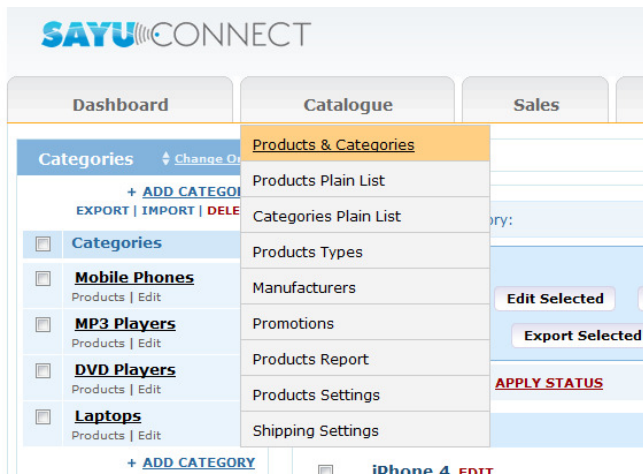 SAYU CONNECT
Dashboard
Catalogue
Sales
Categories
Change O
+ ADD CATEGO
EXPORT | IMPORT | DELE
Categories
Mobile Phones
Products | Edit
MP3 Players
Products | Edit
DVD Players
Products | Edit
Laptops
Products | Edit
+ ADD CATEGORY
Products & Categories
Products Plain List
Categories Plain List
Products Types
Manufacturers
Promotions
Products Report
Products Settings
Shipping Settings
ory:
Edit Selected
Export Selected
APPLY STATUS
iPhone 4 EDIT